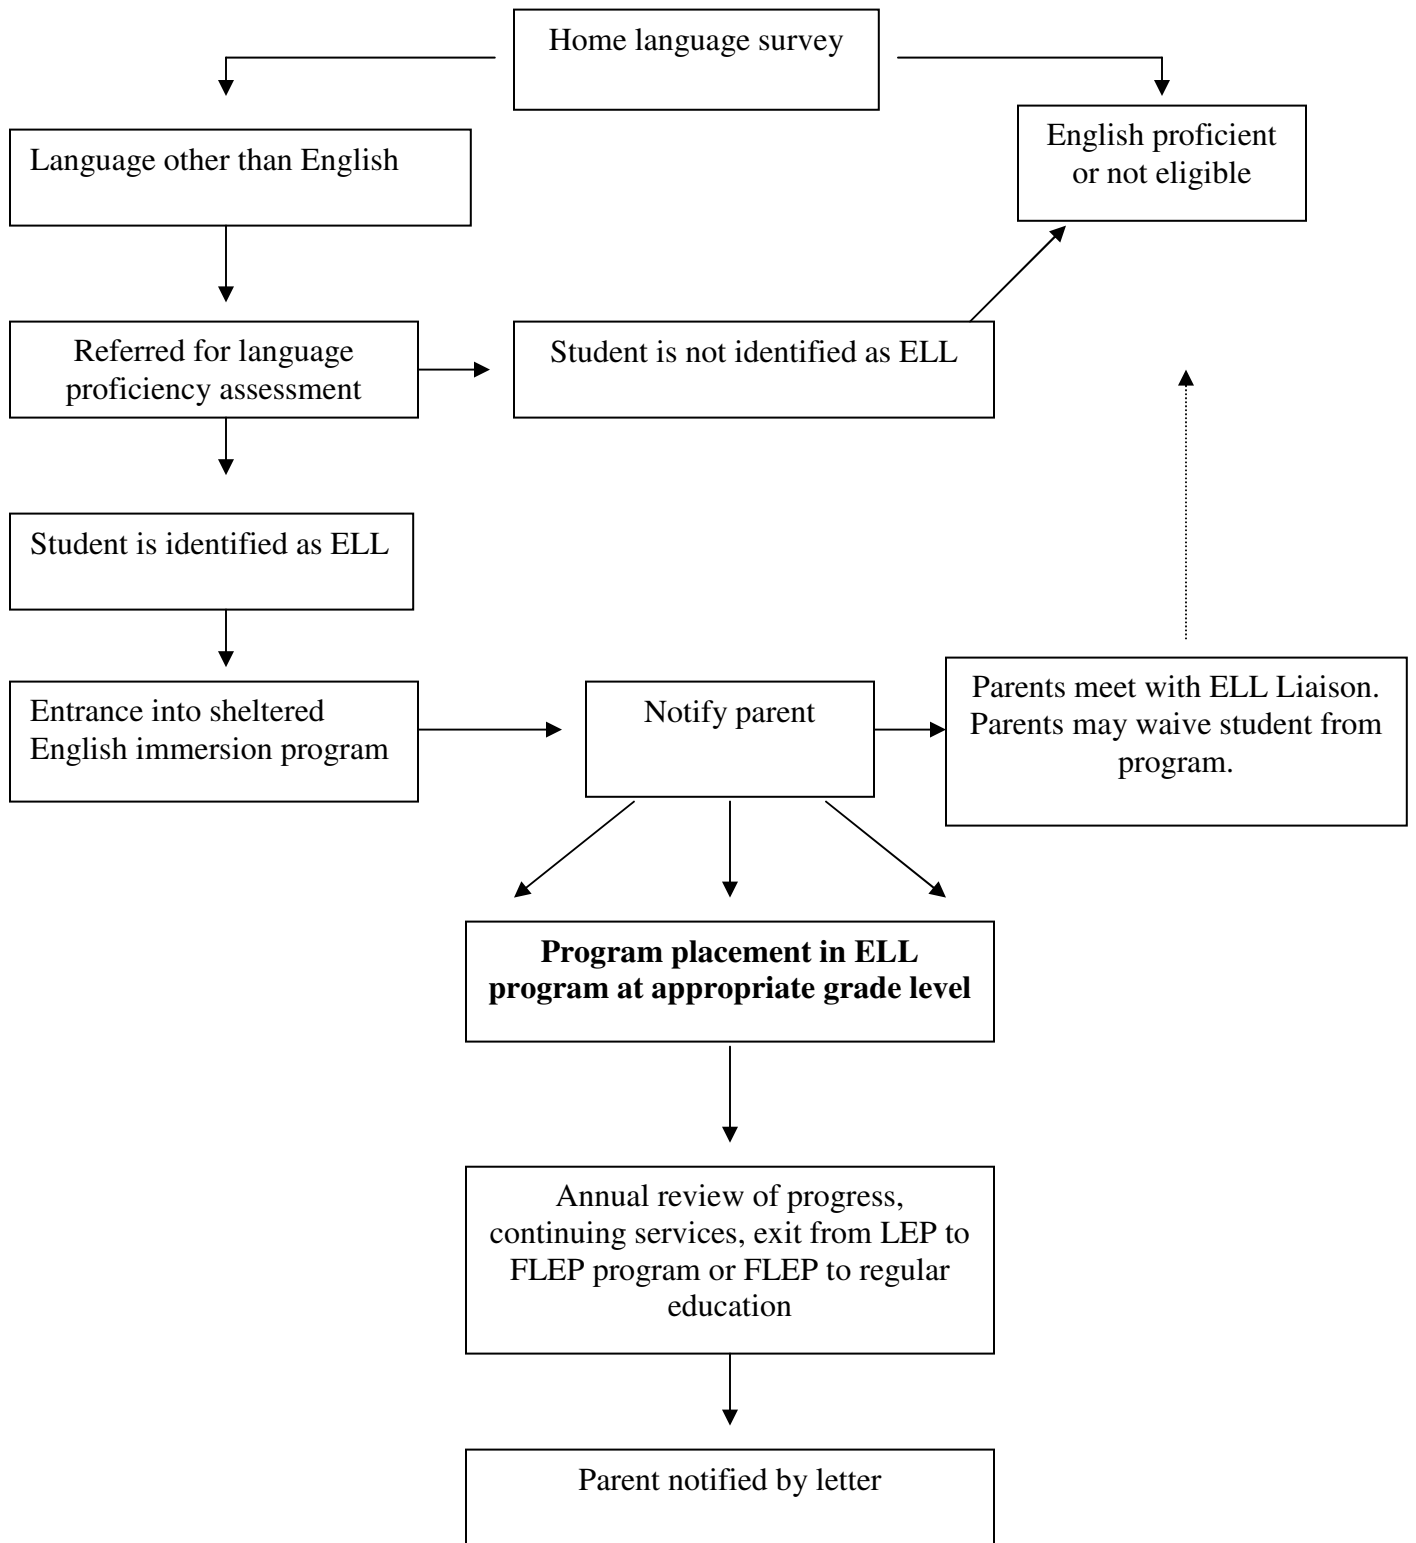 Home language survey
English proficient
or not eligible
Language other than English
Referred for language
proficiency assessment
Student is not identified as ELL
Student is identified as ELL
Entrance into sheltered
English immersion program
Notify parent
Parents meet with ELL Liaison.
Parents may waive student from
program.
Program placement in ELL
program at appropriate grade level
Annual review of progress,
continuing services, exit from LEP to
FLEP program or FLEP to regular
education
Parent notified by letter